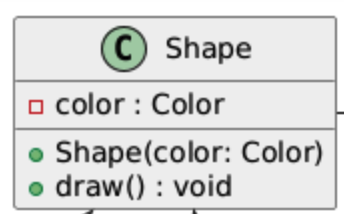 C Shape
color : Color
Shape(color: Color)
draw() : void